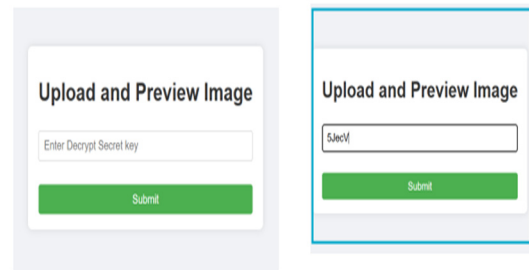 Upload and Preview Image
Enter Decrypt Secret key
Submit
Upload and Preview Image
5JecV
Submit